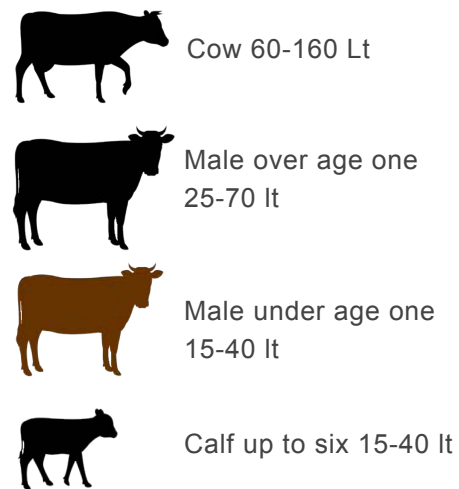 Cow 60-160 Lt
Male over age one
25-70 lt
Male under age one
15-40 lt
Calf up to six 15-40 lt